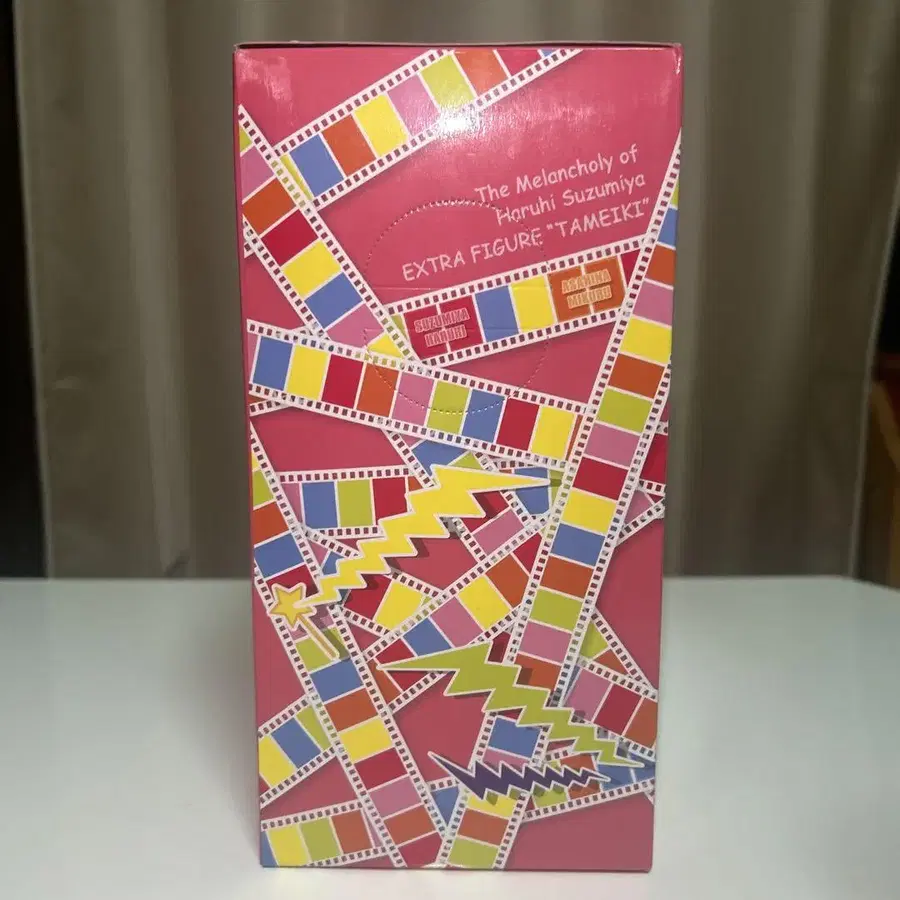 The Melancholy of
Haruhi Suzumiya
EXTRA FIGURE "TAMEIKI"
ASAHINA
MIKURU
SUZUMIYA
HARUHI